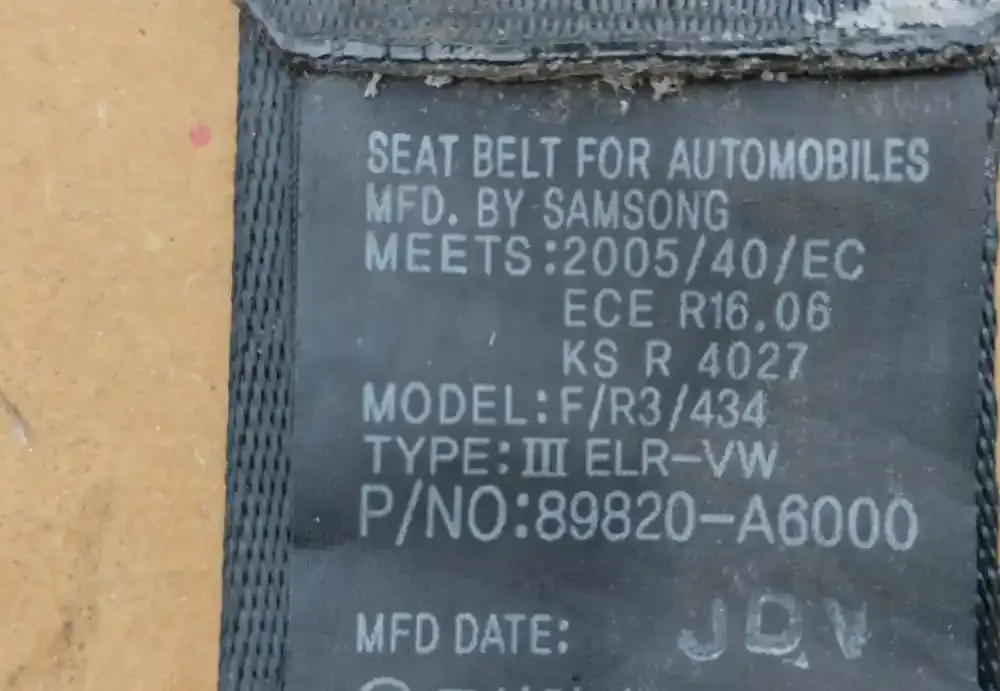 SEAT BELT FOR AUTOMOBILES
MFD. BY SAMSONG
MEETS:2005/40/EC
ECE R16.06
KS R 4027
MODEL:F/R3/434
TYPE:III ELR-VW
P/NO:89820-A6000
MFD DATE: